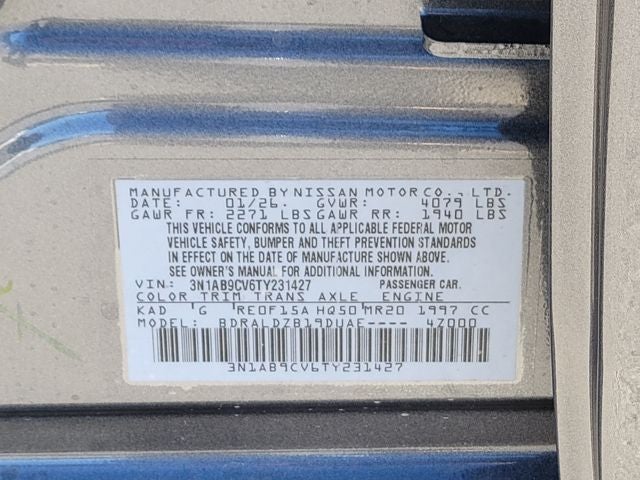 MANUFACTURED BY NISSAN MOTOR CO., LTD.
DATE: 01/26. GVWR: 4079 LBS
GAWR FR: 2271 LBS GAWR RR: 1940 LBS
THIS VEHICLE CONFORMS TO ALL APPLICABLE FEDERAL MOTOR
VEHICLE SAFETY, BUMPER AND THEFT PREVENTION STANDARDS
IN EFFECT ON THE DATE OF MANUFACTURE SHOWN ABOVE.
SEE OWNER'S MANUAL FOR ADDITIONAL INFORMATION.
VIN: 3N1AB9CV6TY231427 PASSENGER CAR.
COLOR TRIM TRANS AXLE ENGINE
KAD G RE0F15A HQ50 MR20 1997 CC
BDRALDZB19DUAE---- 4Z000
3N1AB9CV6TY231427